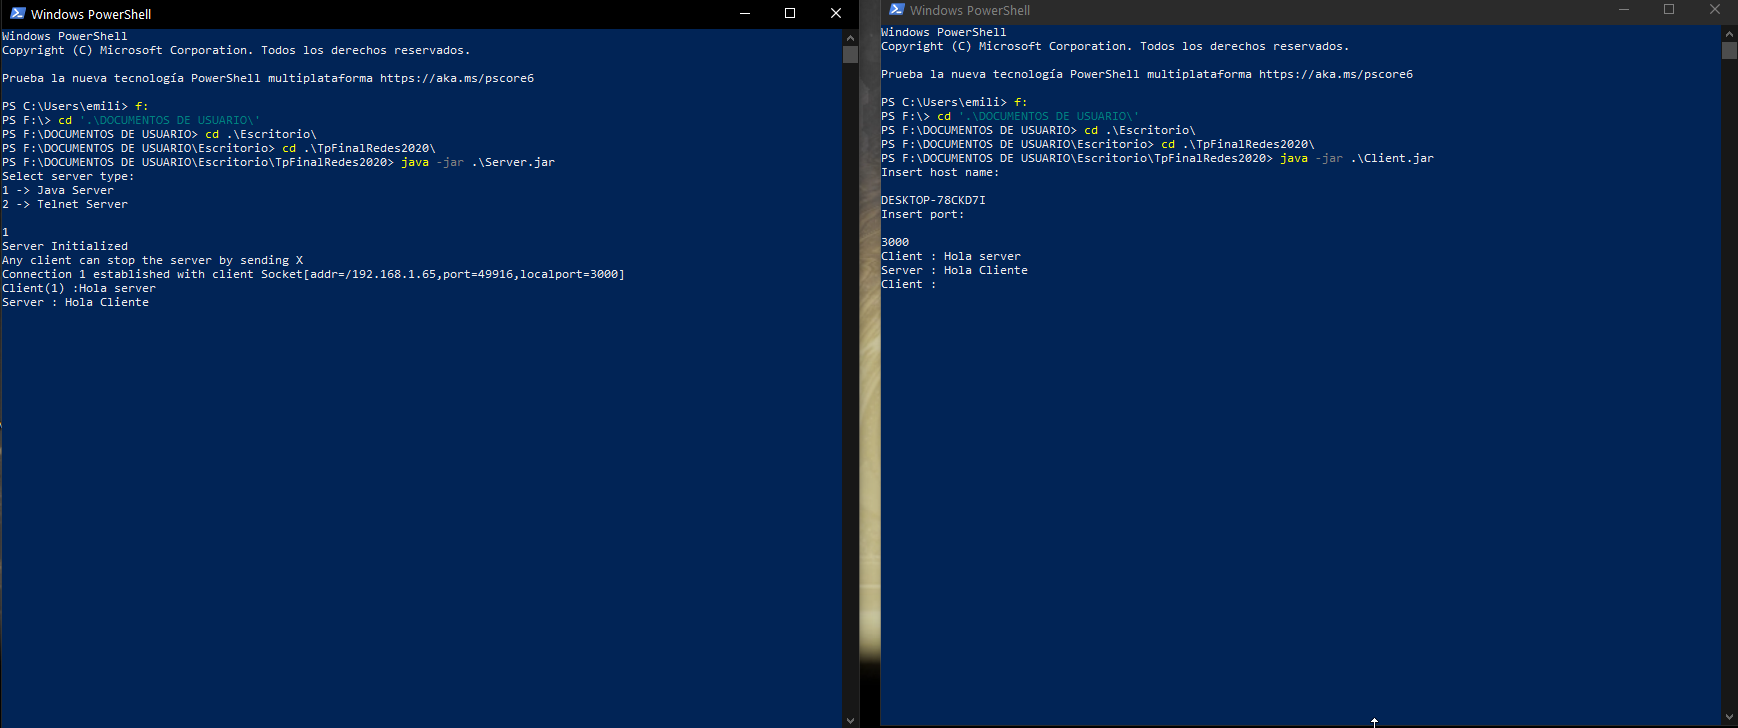 Windows PowerShell
Windows PowerShell
Copyright (C) Microsoft Corporation. Todos los derechos reservados.
Prueba la nueva tecnología PowerShell multiplataforma https://aka.ms/pscore6
PS C:\Users\emili> f:
PS F:\> cd '.\DOCUMENTOS DE USUARIO\'
PS F:\DOCUMENTOS DE USUARIO> cd .\Escritorio\
PS F:\DOCUMENTOS DE USUARIO\Escritorio> cd .\TpFinalRedes2020\
PS F:\DOCUMENTOS DE USUARIO\Escritorio\TpFinalRedes2020> java -jar .\Server.jar
Select server type:
1 -> Java Server
2 -> Telnet Server
1
Server Initialized
Any client can stop the server by sending X
Connection 1 established with client Socket[addr=/192.168.1.65,port=49916,localport=3000]
Client(1) :Hola server
Server : Hola Cliente
Windows PowerShell
Windows PowerShell
Copyright (C) Microsoft Corporation. Todos los derechos reservados.
Prueba la nueva tecnología PowerShell multiplataforma https://aka.ms/pscore6
PS C:\Users\emili> f:
PS F:\> cd '.\DOCUMENTOS DE USUARIO\'
PS F:\DOCUMENTOS DE USUARIO> cd .\Escritorio\
PS F:\DOCUMENTOS DE USUARIO\Escritorio> cd .\TpFinalRedes2020\
PS F:\DOCUMENTOS DE USUARIO\Escritorio\TpFinalRedes2020> java -jar .\Client.jar
Insert host name:
DESKTOP-78CKD7I
Insert port:
3000
Client : Hola server
Server : Hola Cliente
Client :